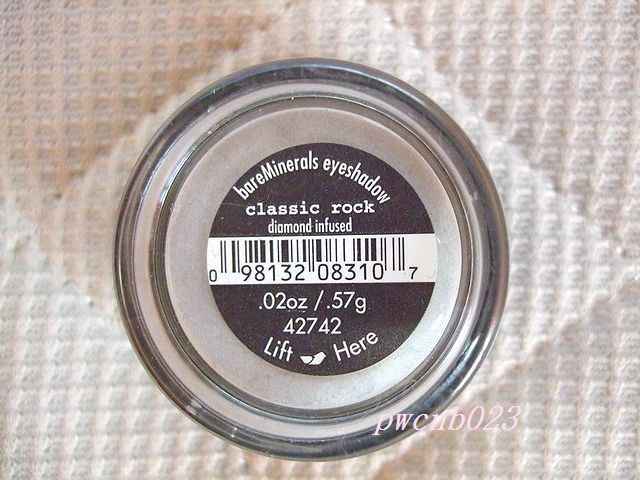 bareMinerals eyeshadow
classic rock
diamond infused
0 98132 08310 7
.02oz / .57g
42742
Lift Here
pwcnb023